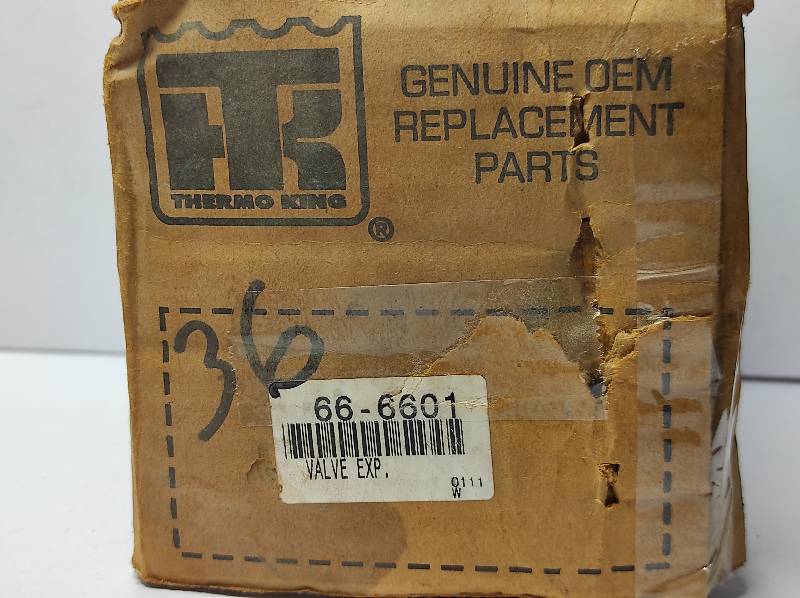 TK
THERMO KING
®
GENUINE OEM
REPLACEMENT
PARTS
36
66-6601
VALVE EXP.
0111
W